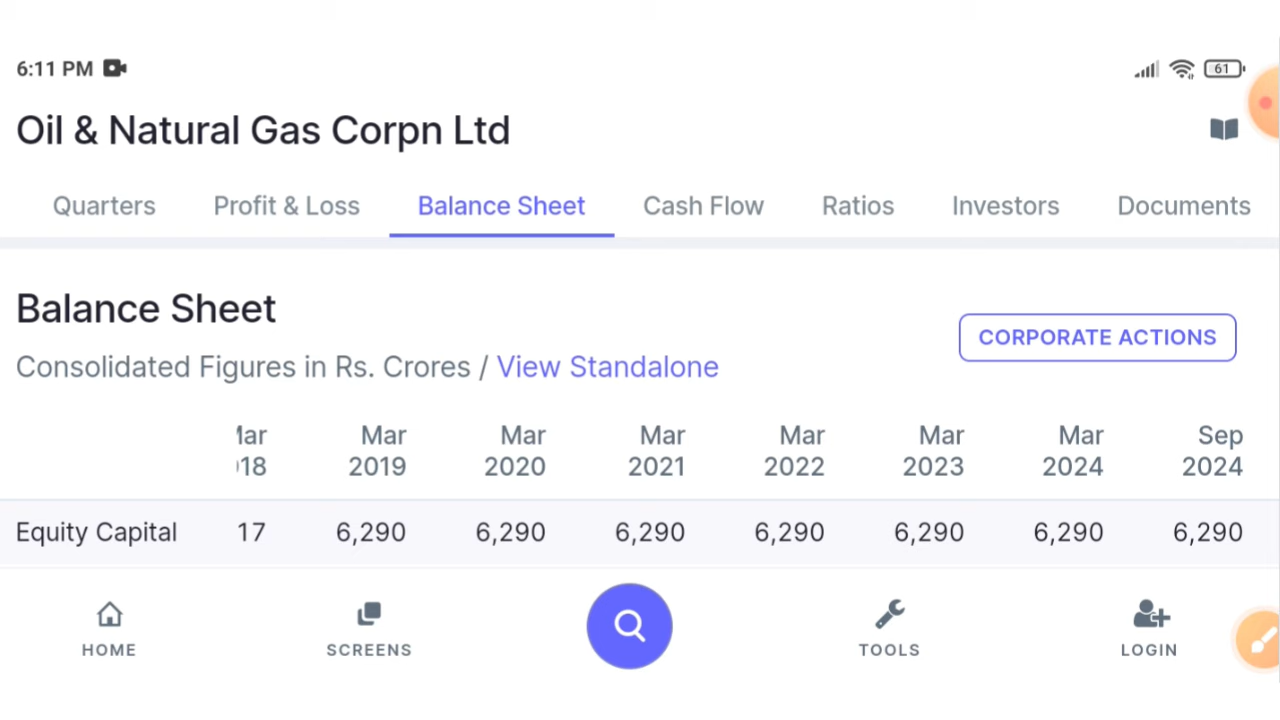 6:11 PM
61
Oil & Natural Gas Corpn Ltd
Quarters Profit & Loss Balance Sheet Cash Flow Ratios Investors Documents
Balance Sheet
CORPORATE ACTIONS
Consolidated Figures in Rs. Crores / View Standalone
Mar Mar Mar Mar Mar Mar Sep
18 2019 2020 2021 2022 2023 2024 2024
Equity Capital 17 6,290 6,290 6,290 6,290 6,290 6,290 6,290
HOME SCREENS TOOLS LOGIN